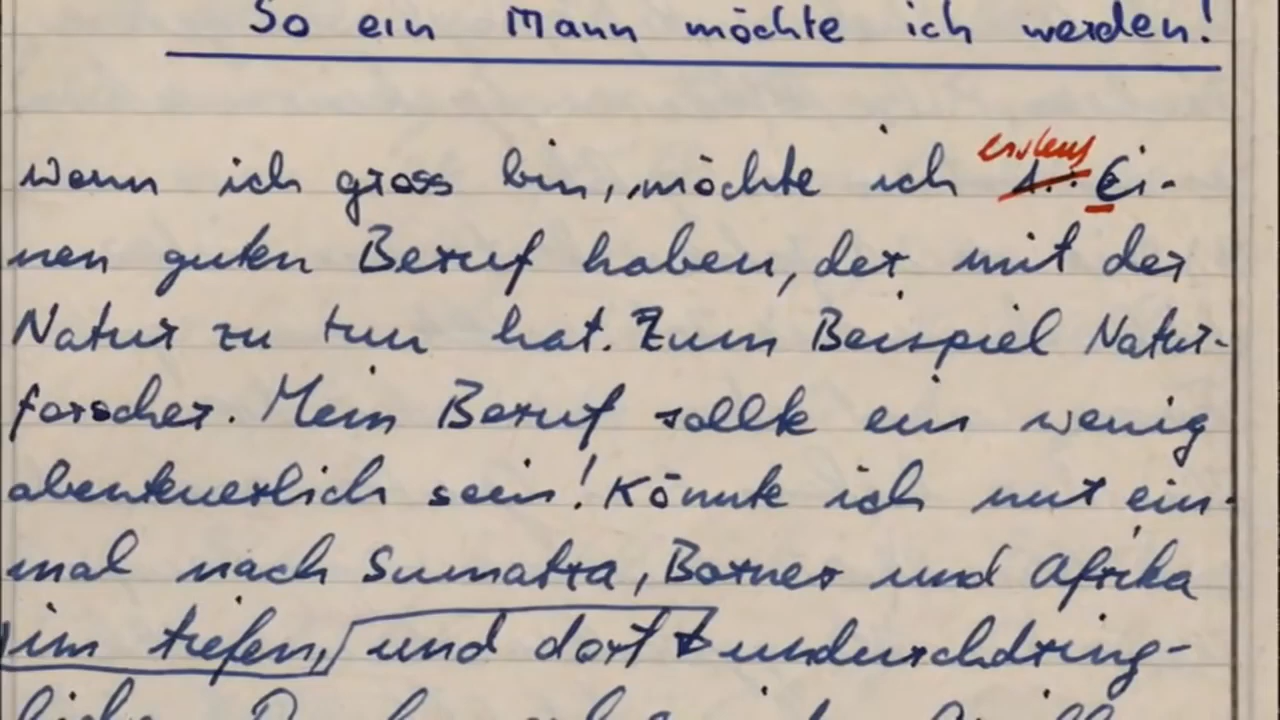 So ein Mann möchte ich werden!
erstens
Wenn ich gross bin, möchte ich 1. Ei-
nen guten Beruf haben, der mit der
Natur zu tun hat. Zum Beispiel Natur-
forscher. Mein Beruf sollte ein wenig
abenteuerlich sein! Könnte ich nur ein-
mal nach Sumatra, Borneo und Afrika
im tiefen, und dort undurchdring-
liche